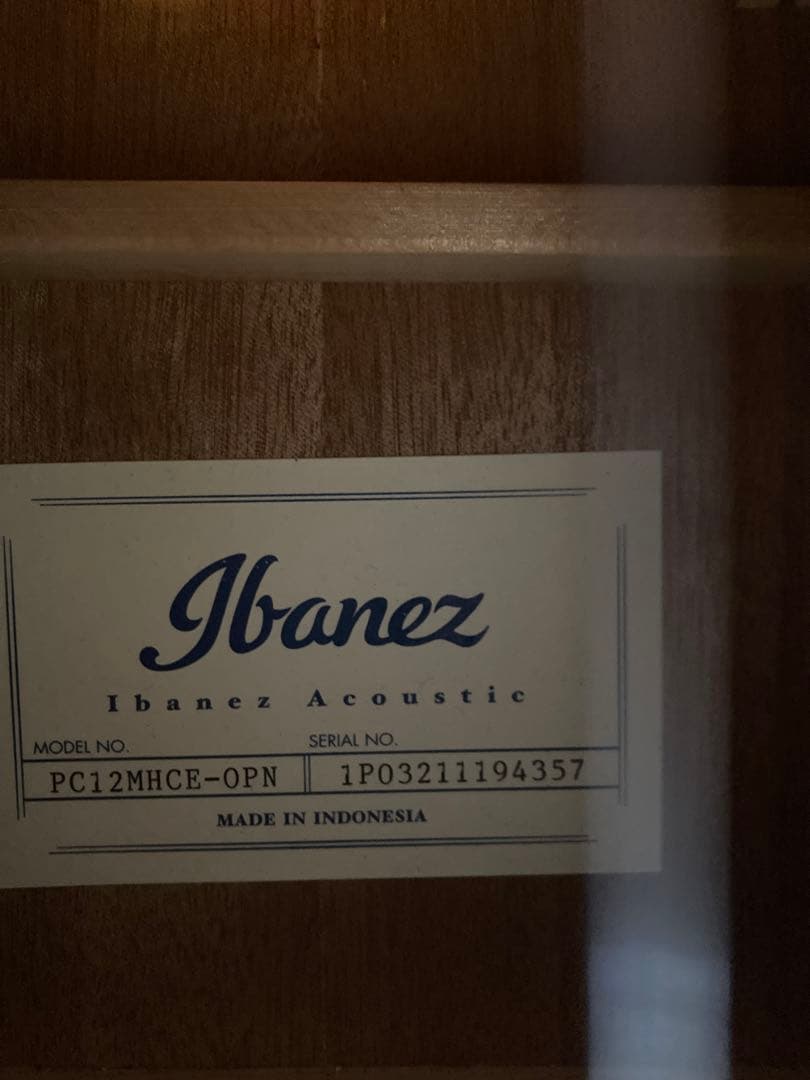 Ibanez
Ibanez Acoustic
MODEL NO. SERIAL NO.
PC12MHCE-OPN 1P03211194357
MADE IN INDONESIA